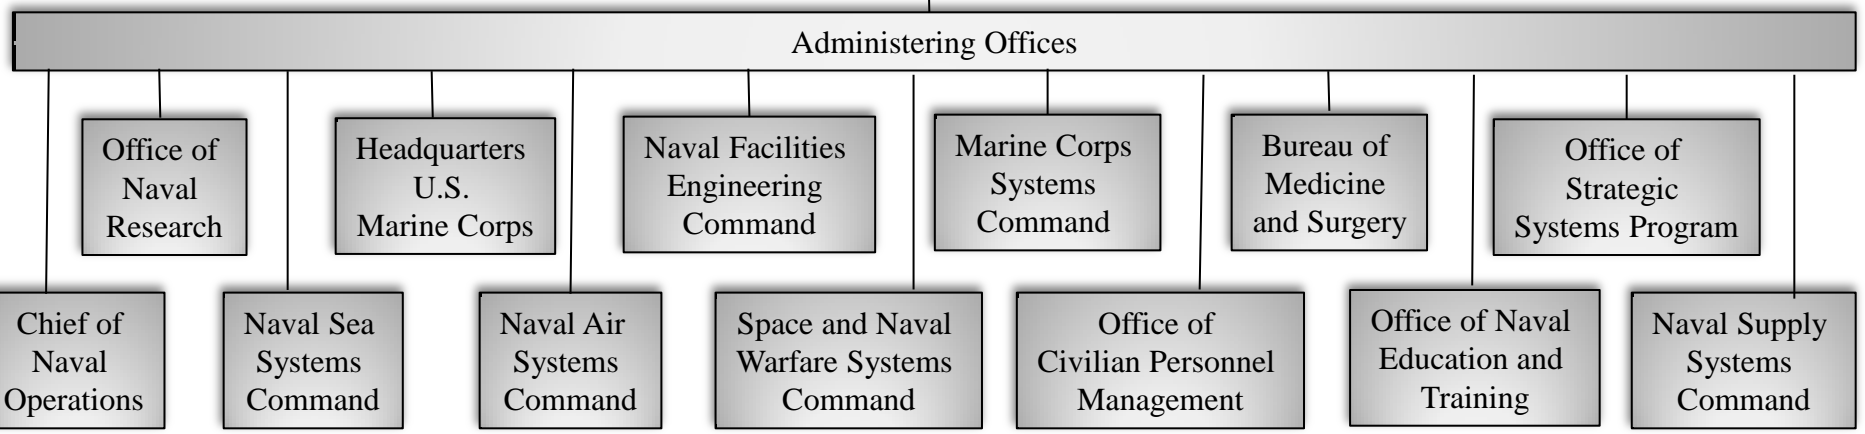 Administering Offices
Office of
Naval
Research
Headquarters
U.S.
Marine Corps
Naval Facilities
Engineering
Command
Marine Corps
Systems
Command
Bureau of
Medicine
and Surgery
Office of
Strategic
Systems Program
Chief of
Naval
Operations
Naval Sea
Systems
Command
Naval Air
Systems
Command
Space and Naval
Warfare Systems
Command
Office of
Civilian Personnel
Management
Office of Naval
Education and
Training
Naval Supply
Systems
Command